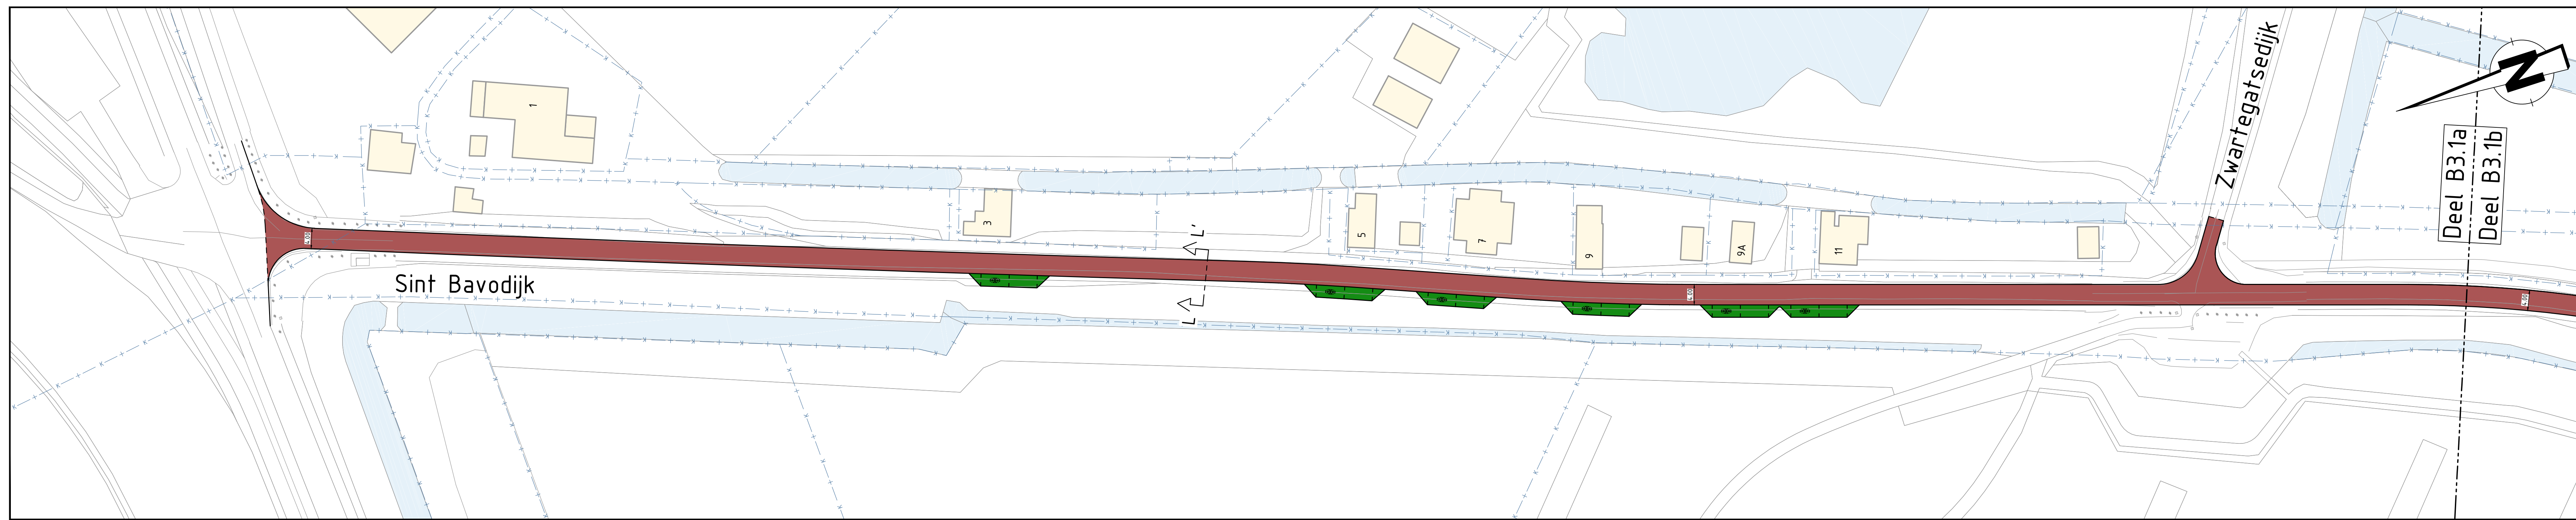 Zwartegatsedijk
N
Deel B3.1a
Deel B3.1b
1
3
5
7
9
9A
11
L'
L
Sint Bavodijk